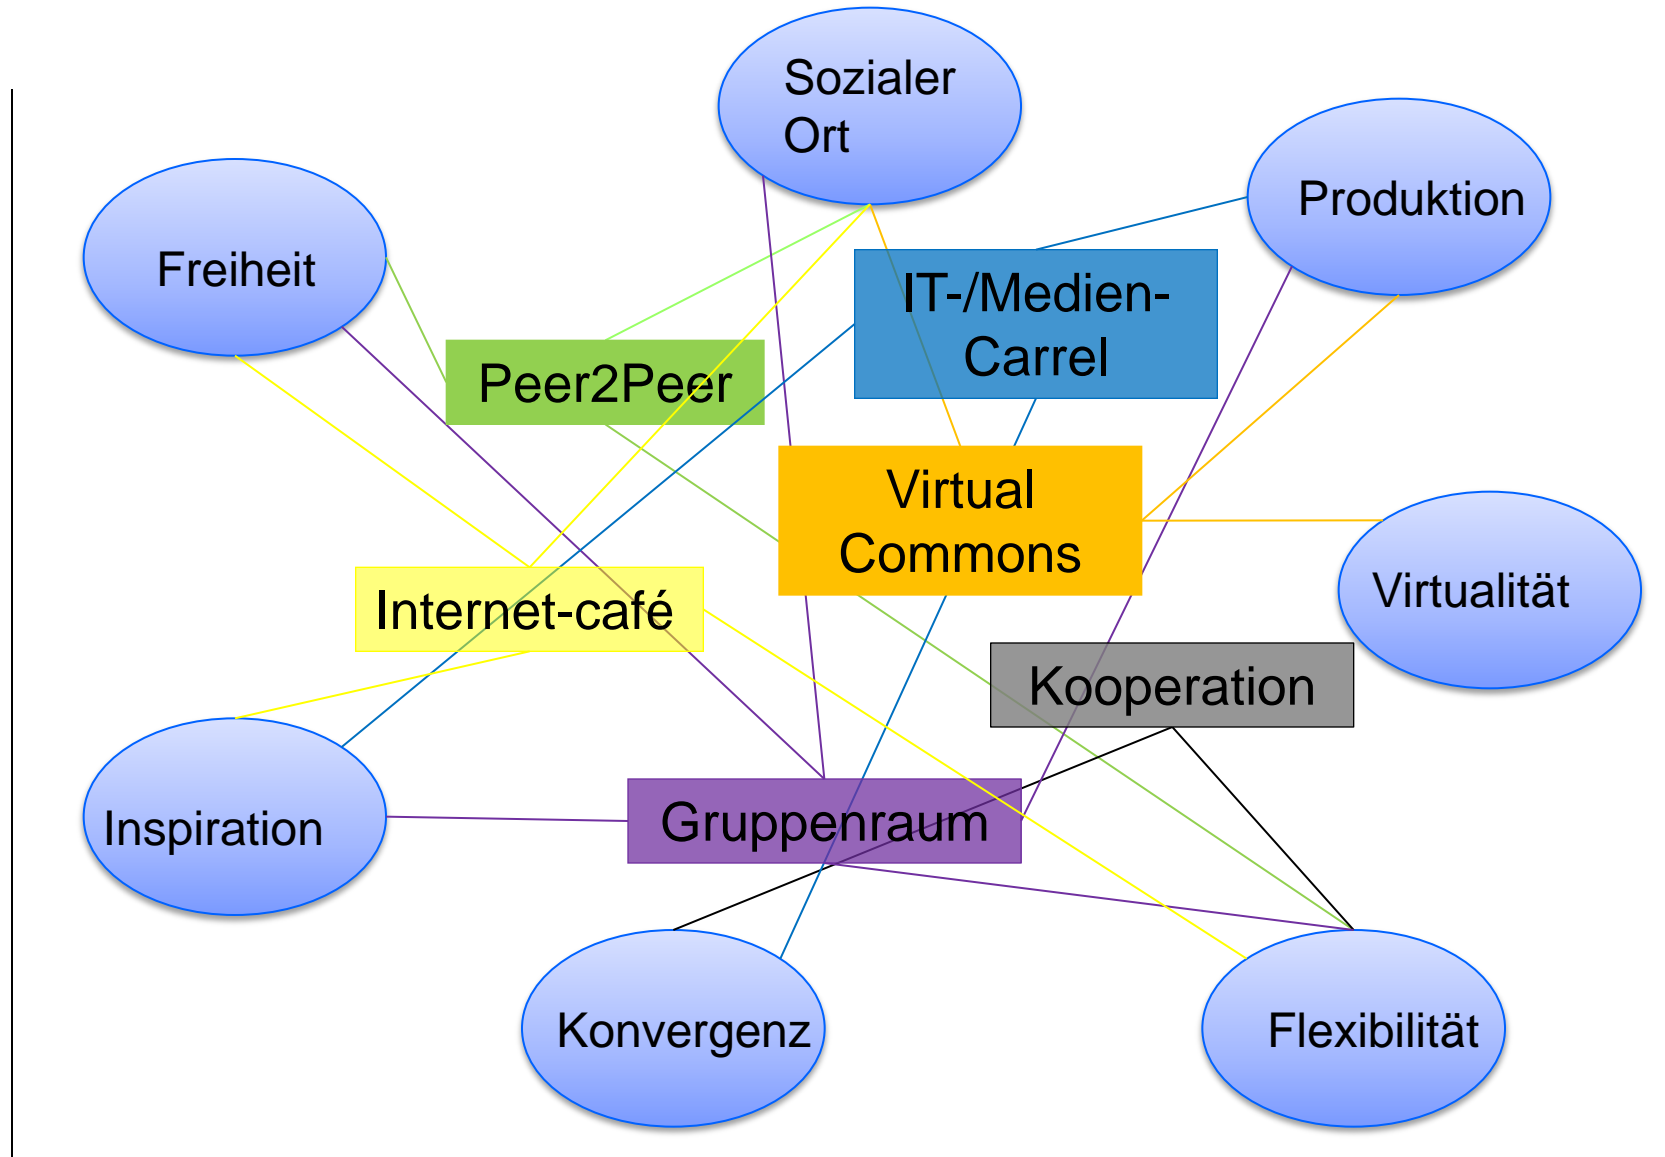 Sozialer
Ort
Produktion
Freiheit
IT-/Medien-
Carrel
Peer2Peer
Virtual
Commons
Virtualität
Internet-café
Kooperation
Gruppenraum
Inspiration
Konvergenz
Flexibilität